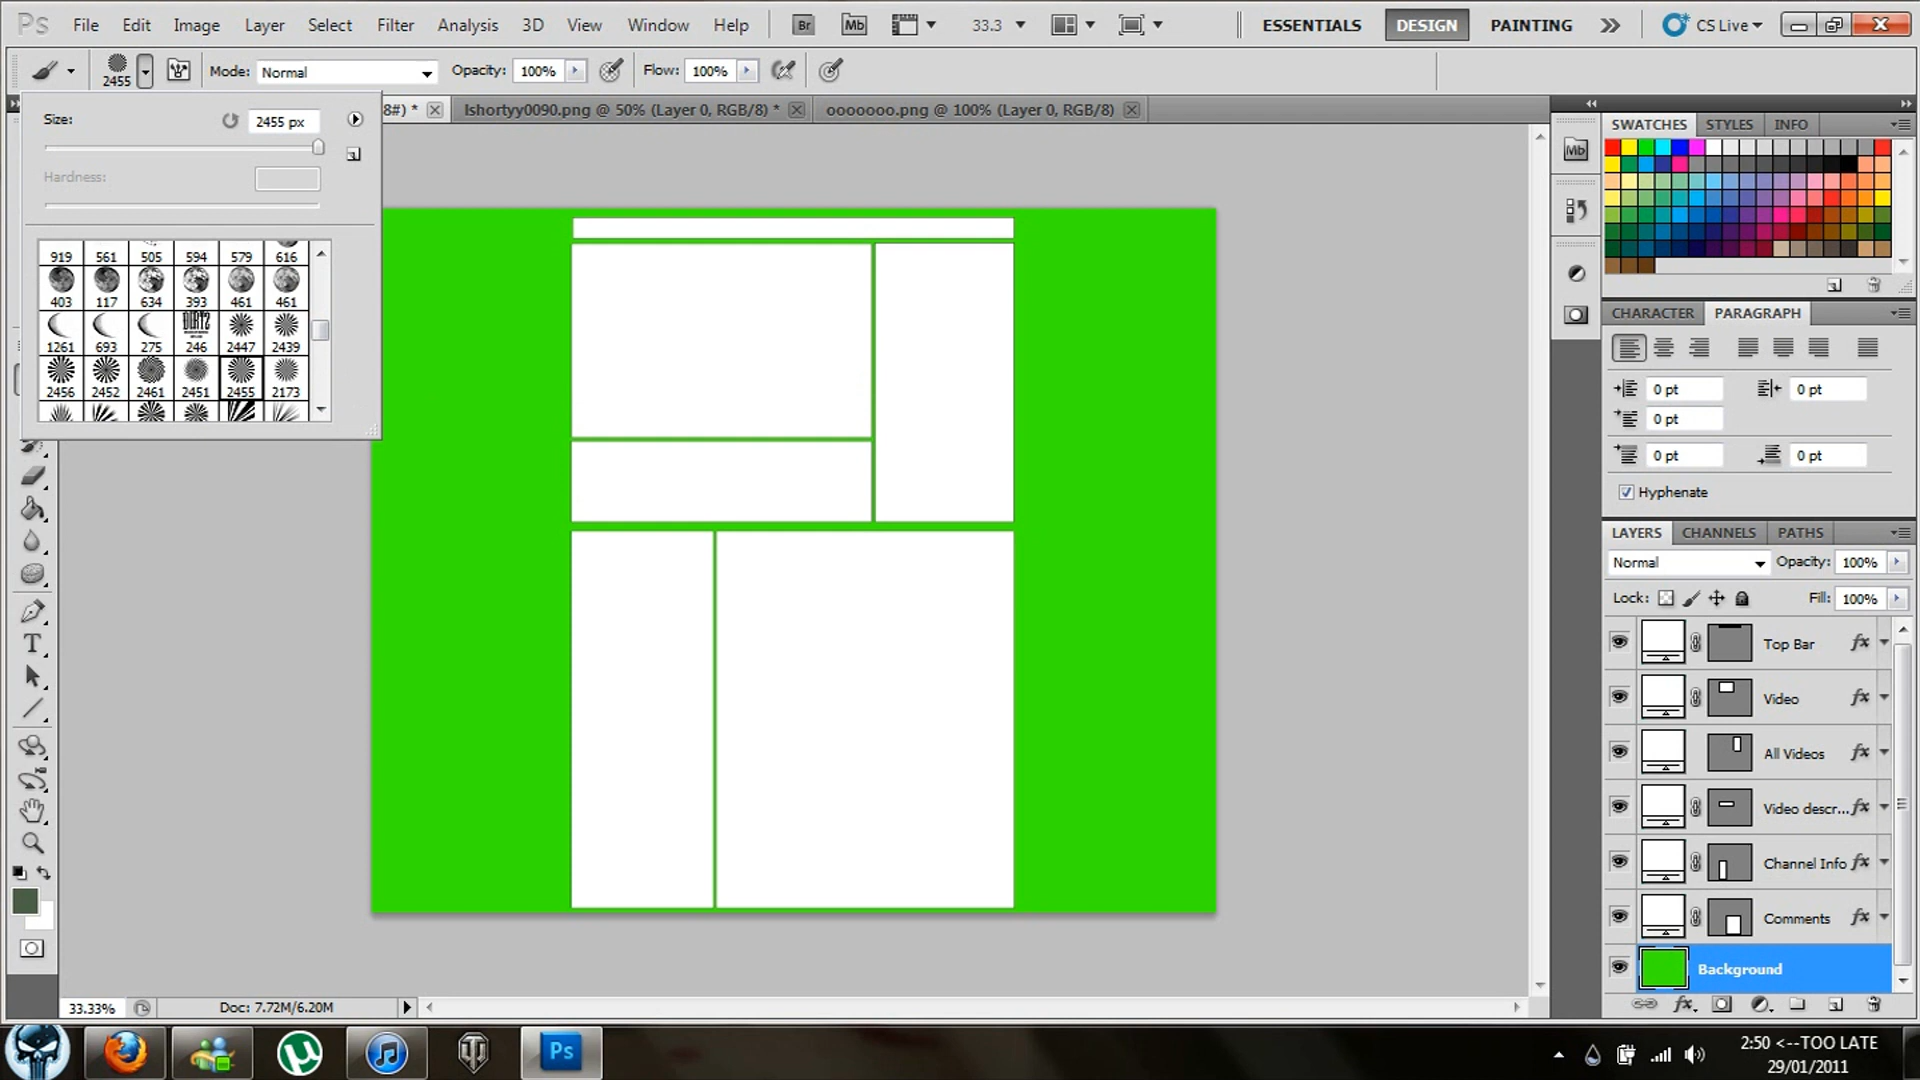 Ps File Edit Image Layer Select Filter Analysis 3D View Window Help Br Mb 33.3 ESSENTIALS DESIGN PAINTING CS Live
2455 Mode: Normal Opacity: 100% Flow: 100%
8#) * lshortyy0090.png @ 50% (Layer 0, RGB/8) * ooooooo.png @ 100% (Layer 0, RGB/8)
Size: 2455 px
Hardness:
919 561 505 594 579 616
403 117 634 393 461 461
DIRT2
1261 693 275 246 2447 2439
2456 2452 2461 2451 2455 2173
T
Mb
SWATCHES STYLES INFO
CHARACTER PARAGRAPH
0 pt 0 pt
0 pt
0 pt 0 pt
Hyphenate
LAYERS CHANNELS PATHS
Normal Opacity: 100%
Lock: Fill: 100%
Top Bar fx
Video fx
All Videos fx
Video descr... fx
Channel Info fx
Comments fx
Background
fx
33.33% Doc: 7.72M/6.20M
Ps
2:50 <--TOO LATE
29/01/2011